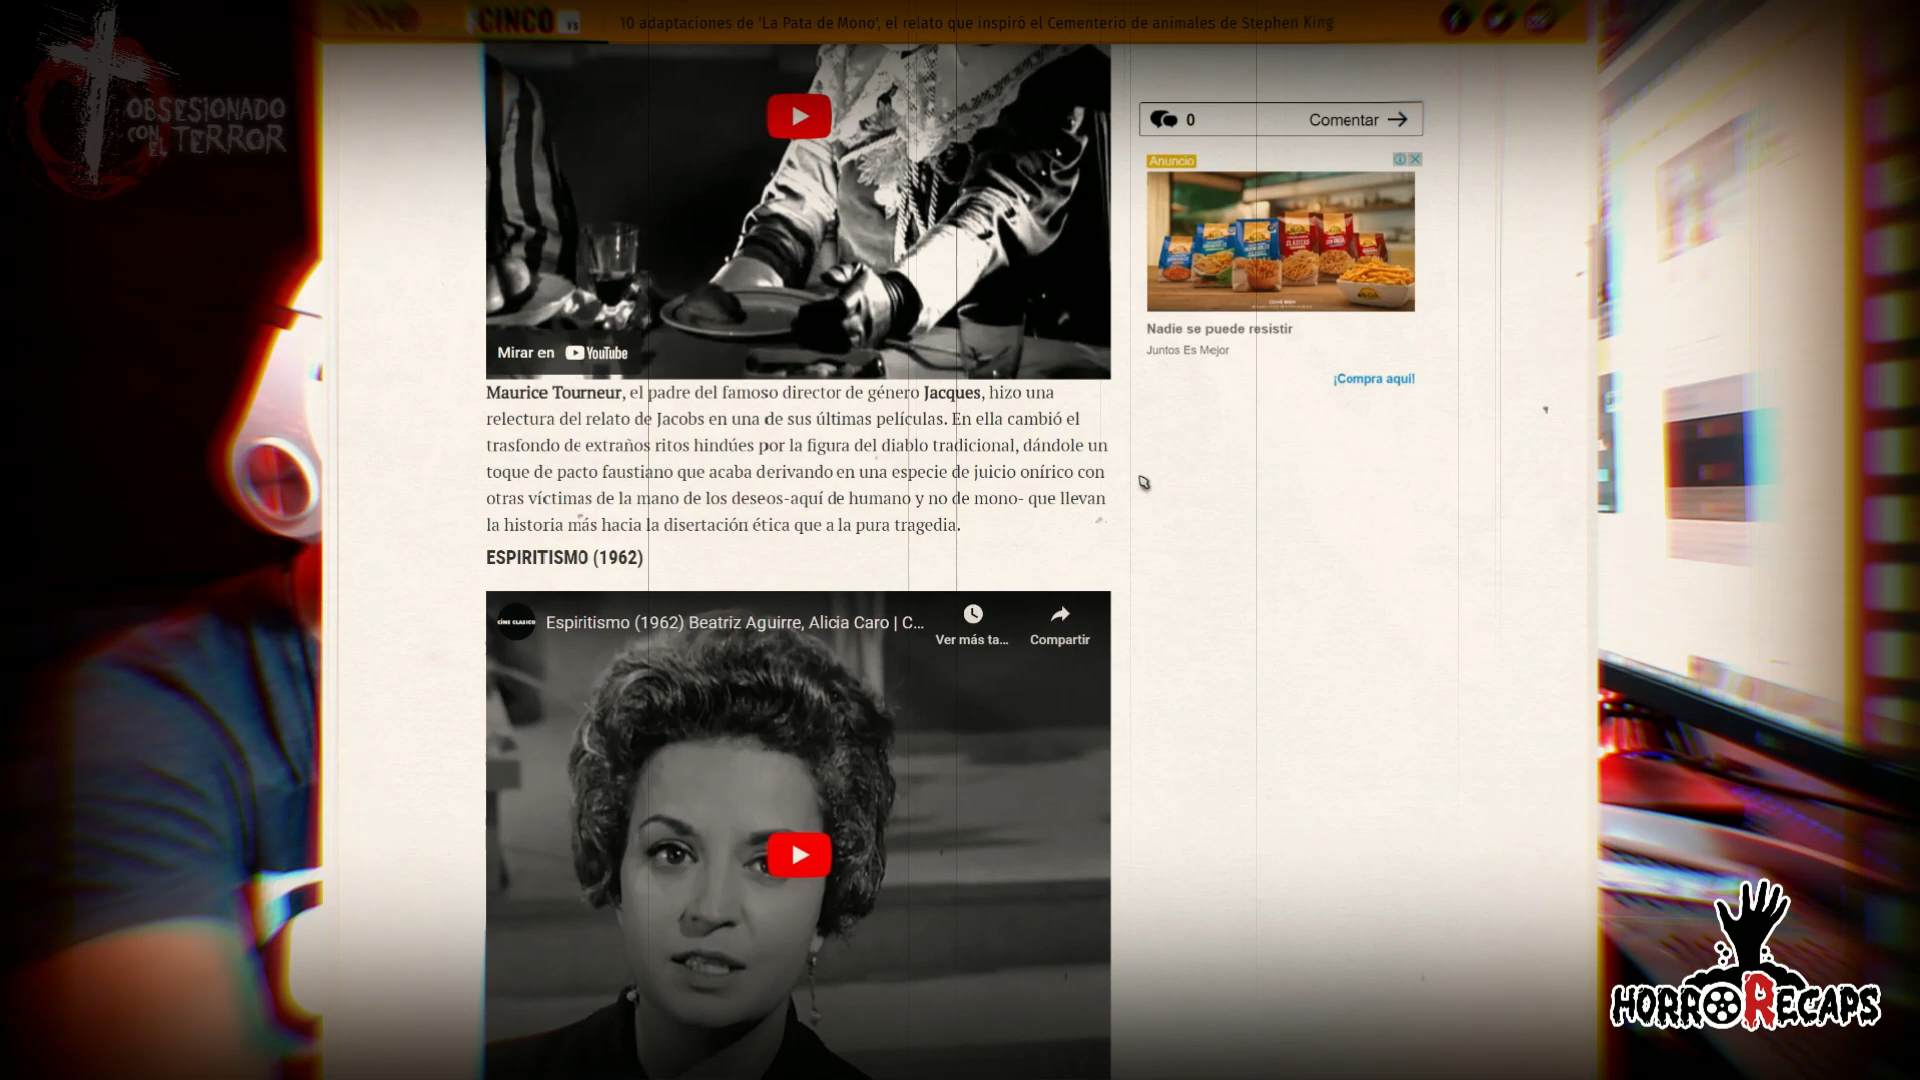 CINCO
10 adaptaciones de 'La Pata de Mono', el relato que inspiró el Cementerio de animales de Stephen King
OBSESIONADO
CON EL TERROR
0
Comentar
Anuncio
Nadie se puede resistir
Juntos Es Mejor
¡Compra aquí!
Mirar en YouTube
Maurice Tourneur, el padre del famoso director de género Jacques, hizo una
relectura del relato de Jacobs en una de sus últimas películas. En ella cambió el
trasfondo de extraños ritos hindúes por la figura del diablo tradicional, dándole un
toque de pacto faustiano que acaba derivando en una especie de juicio onírico con
otras víctimas de la mano de los deseos-aquí de humano y no de mono- que llevan
la historia más hacia la disertación ética que a la pura tragedia.
ESPIRITISMO (1962)
CINE CLASICO
Espiritismo (1962) Beatriz Aguirre, Alicia Caro | C...
Ver más ta...
Compartir
HORRORECAPS